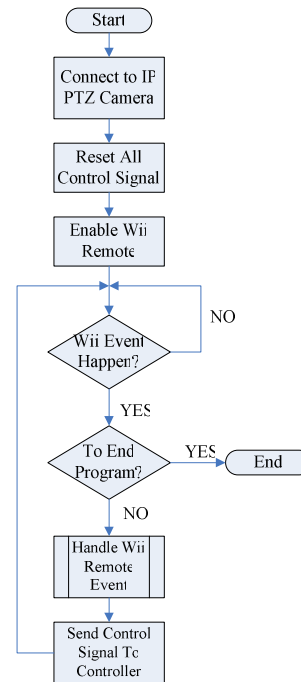 Start
Connect to IP
PTZ Camera
Reset All
Control Signal
Enable Wii
Remote
NO
Wii Event
Happen?
YES
To End
Program?
YES
End
NO
Handle Wii
Remote
Event
Send Control
Signal To
Controller